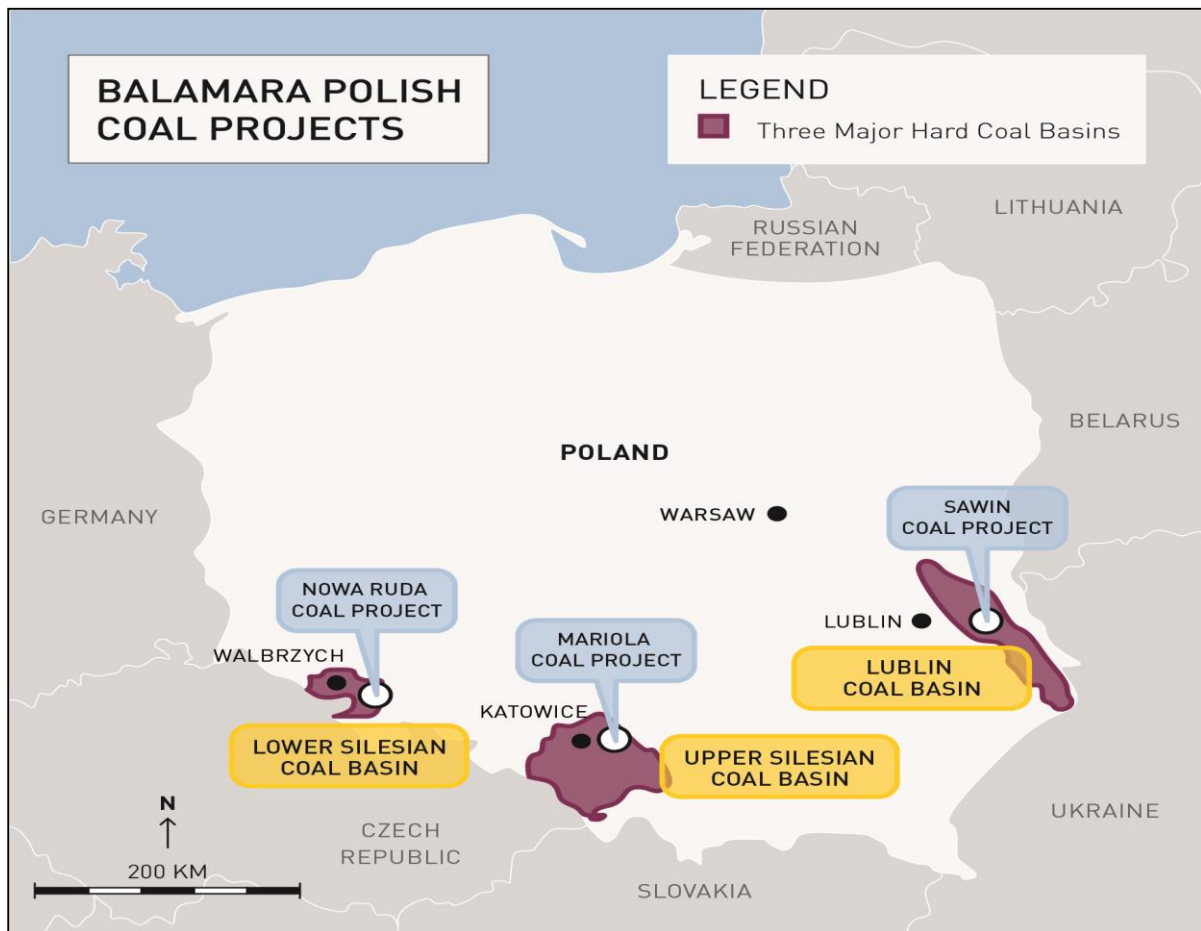 BALAMARA POLISH
COAL PROJECTS
LEGEND
Three Major Hard Coal Basins
LITHUANIA
RUSSIAN
FEDERATION
BELARUS
POLAND
GERMANY
WARSAW
SAWIN
COAL PROJECT
NOWA RUDA
COAL PROJECT
MARIOLA
COAL PROJECT
LUBLIN
WALBRZYCH
LUBLIN
COAL BASIN
KATOWICE
LOWER SILESIAN
COAL BASIN
UPPER SILESIAN
COAL BASIN
UKRAINE
N
CZECH
REPUBLIC
200 KM
SLOVAKIA